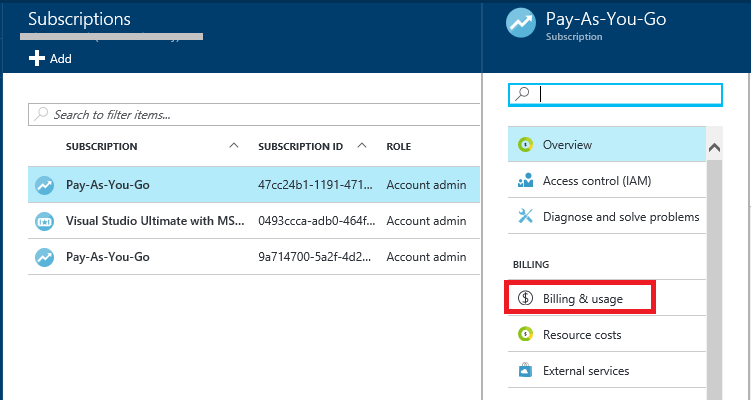 Subscriptions
Add
Search to filter items...
SUBSCRIPTION SUBSCRIPTION ID ROLE
Pay-As-You-Go 47cc24b1-1191-471... Account admin
Visual Studio Ultimate with MS... 0493ccca-adb0-464f... Account admin
Pay-As-You-Go 9a714700-5a2f-4d2... Account admin
Pay-As-You-Go
Subscription
Overview
Access control (IAM)
Diagnose and solve problems
BILLING
Billing & usage
Resource costs
External services